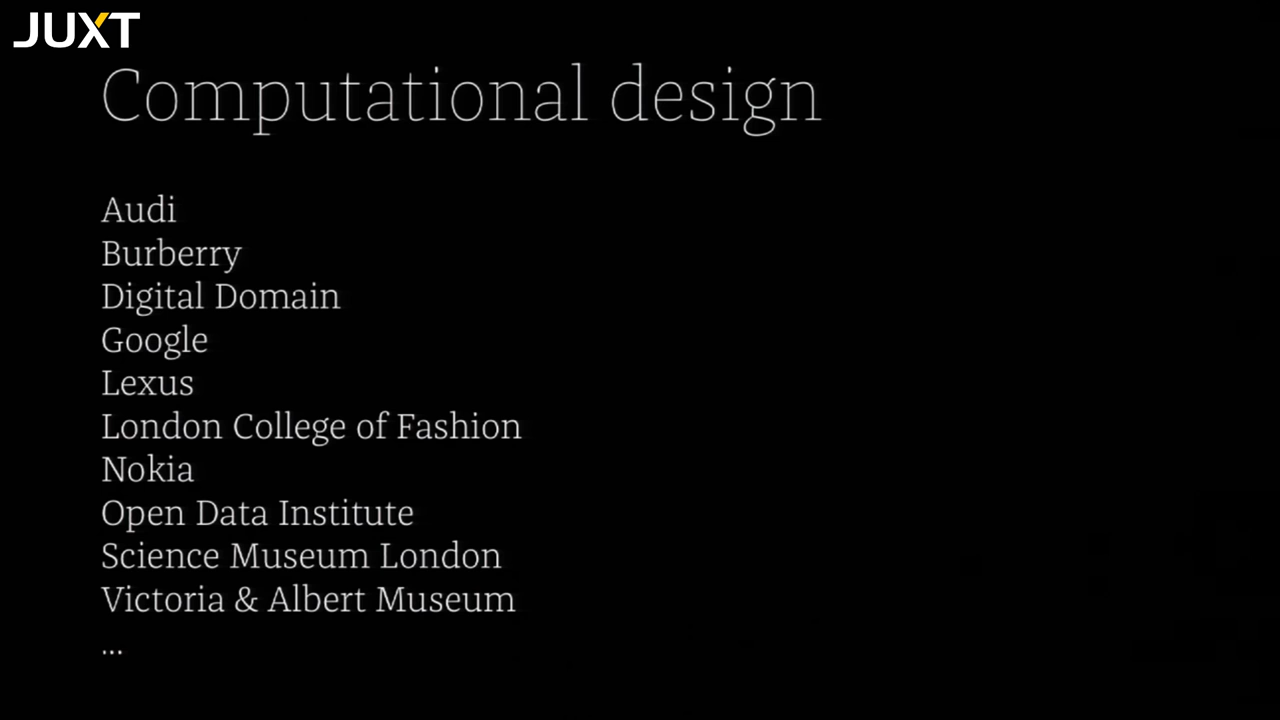 JUXT
Computational design
Audi
Burberry
Digital Domain
Google
Lexus
London College of Fashion
Nokia
Open Data Institute
Science Museum London
Victoria & Albert Museum
...